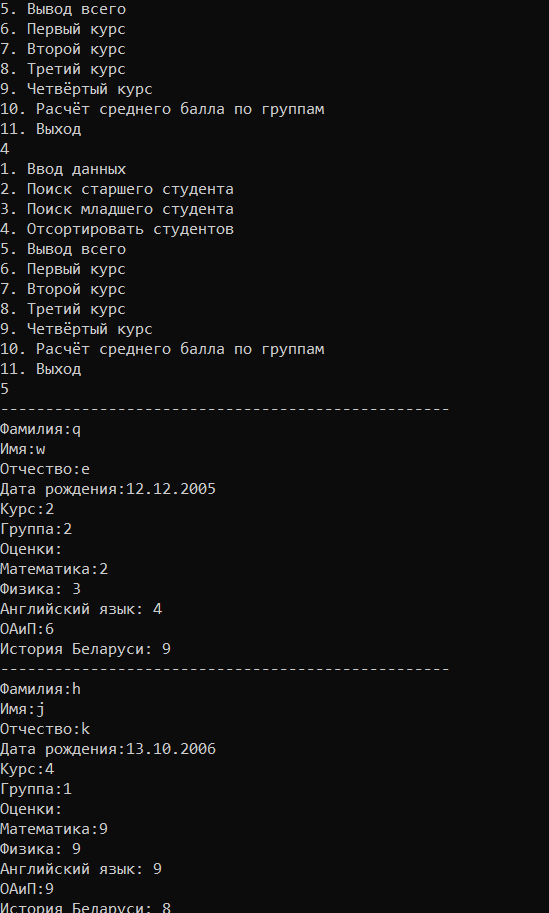 5. Вывод всего
6. Первый курс
7. Второй курс
8. Третий курс
9. Четвёртый курс
10. Расчёт среднего балла по группам
11. Выход
4
1. Ввод данных
2. Поиск старшего студента
3. Поиск младшего студента
4. Отсортировать студентов
5. Вывод всего
6. Первый курс
7. Второй курс
8. Третий курс
9. Четвёртый курс
10. Расчёт среднего балла по группам
11. Выход
5
--------------------------------------------------
Фамилия:q
Имя:w
Отчество:e
Дата рождения:12.12.2005
Курс:2
Группа:2
Оценки:
Математика:2
Физика: 3
Английский язык: 4
ОАиП:6
История Беларуси: 9
--------------------------------------------------
Фамилия:h
Имя:j
Отчество:k
Дата рождения:13.10.2006
Курс:4
Группа:1
Оценки:
Математика:9
Физика: 9
Английский язык: 9
ОАиП:9
История Беларуси: 8